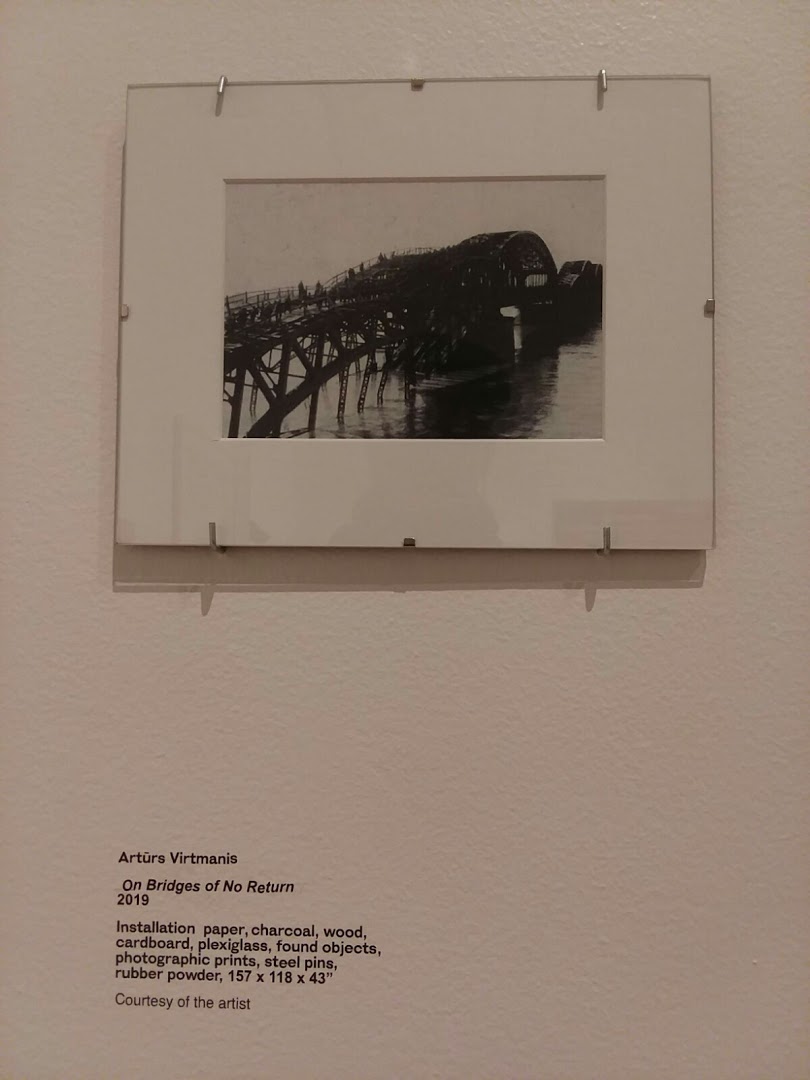 Artūrs Virtmanis
On Bridges of No Return
2019
Installation paper, charcoal, wood,
cardboard, plexiglass, found objects,
photographic prints, steel pins,
rubber powder, 157 x 118 x 43”
Courtesy of the artist